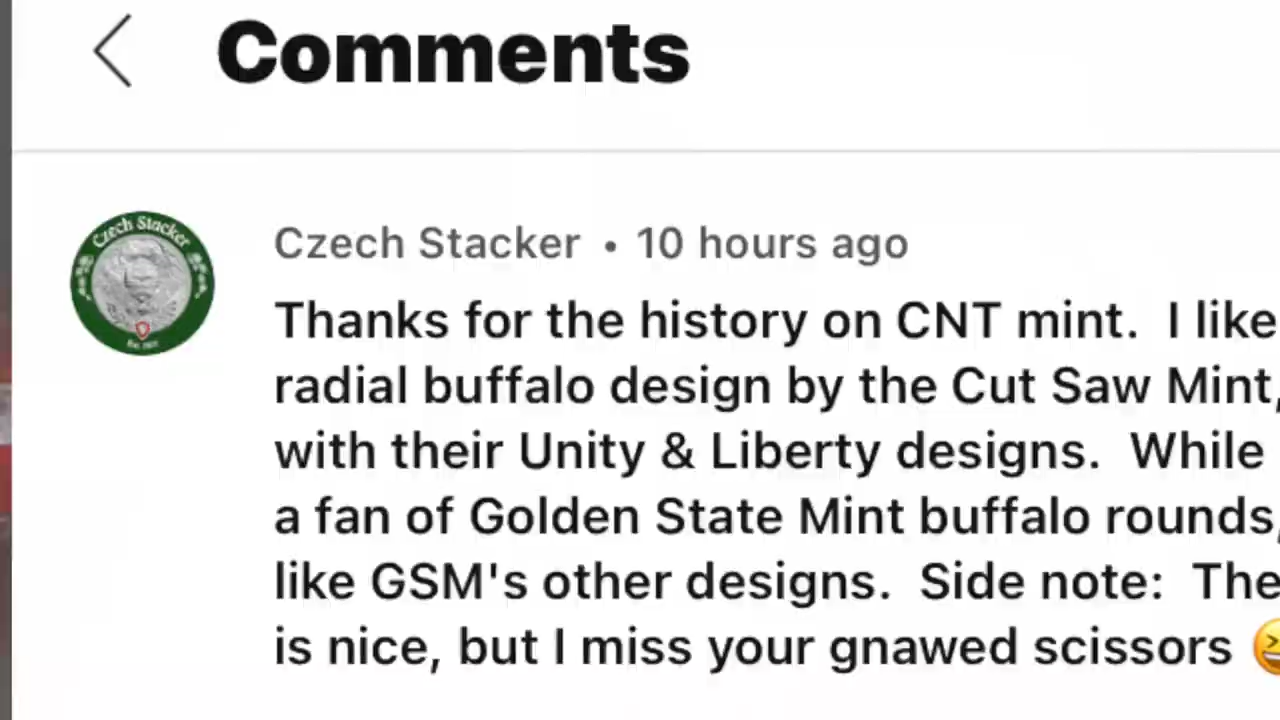 Comments
Czech Stacker
Czech Stacker • 10 hours ago
Thanks for the history on CNT mint.  I like
radial buffalo design by the Cut Saw Mint,
with their Unity & Liberty designs.  While
a fan of Golden State Mint buffalo rounds,
like GSM's other designs.  Side note:  The
is nice, but I miss your gnawed scissors 😆